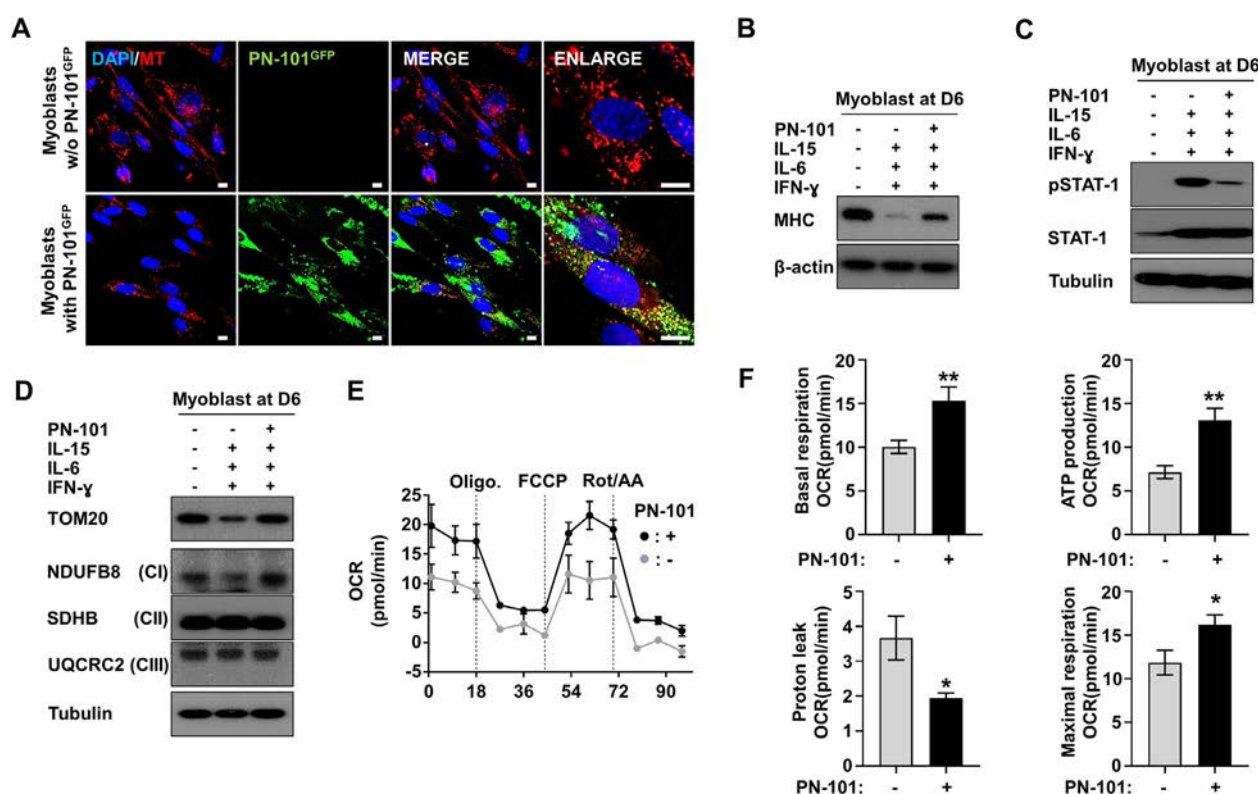 A
DAPI/MT
PN-101GFP
MERGE
ENLARGE
Myoblasts
w/o PN-101GFP
Myoblasts
with PN-101GFP
B
Myoblast at D6
PN-101 - - +
IL-15 - + +
IL-6 - + +
IFN-ɣ - + +
MHC
β-actin
C
Myoblast at D6
PN-101 - - +
IL-15 - + +
IL-6 - + +
IFN-ɣ - + +
pSTAT-1
STAT-1
Tubulin
D
Myoblast at D6
PN-101 - - +
IL-15 - + +
IL-6 - + +
IFN-ɣ - + +
TOM20
NDUFB8 (CI)
SDHB (CII)
UQCRC2 (CIII)
Tubulin
E
Oligo. FCCP Rot/AA
PN-101
: +
: -
OCR
(pmol/min)
25
20
15
10
5
0
-5
0 18 36 54 72 90
F
Basal respiration
OCR(pmol/min)
20
15
10
5
0
**
PN-101: - +
ATP production
OCR(pmol/min)
20
15
10
5
0
**
PN-101: - +
Proton leak
OCR(pmol/min)
5
4
3
2
1
0
*
PN-101: - +
Maximal respiration
OCR(pmol/min)
20
15
10
5
0
*
PN-101: - +